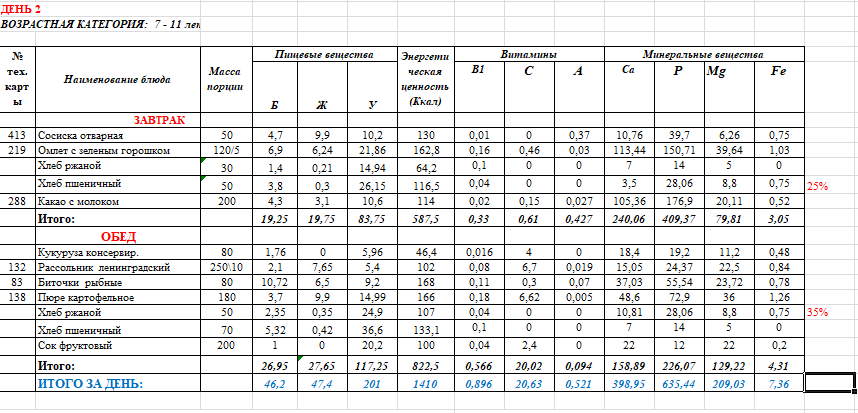 ДЕНЬ 2
ВОЗРАСТНАЯ КАТЕГОРИЯ: 7 - 11 лет
№ тех. карты Наименование блюда Масса порции Пищевые вещества Энергетическая ценность (Ккал) Витамины Минеральные вещества
Б Ж У В1 С А Ca P Mg Fe
ЗАВТРАК
413 Сосиска отварная 50 4,7 9,9 10,2 130 0,01 0 0,37 10,76 39,7 6,26 0,75
219 Омлет с зеленым горошком 120/5 6,9 6,24 21,86 162,8 0,16 0,46 0,03 113,44 150,71 39,64 1,03
Хлеб ржаной 30 1,4 0,21 14,94 64,2 0,1 0 0 7 14 5 0
Хлеб пшеничный 50 3,8 0,3 26,15 116,5 0,04 0 0 3,5 28,06 8,8 0,75 25%
288 Какао с молоком 200 4,3 3,1 10,6 114 0,02 0,15 0,027 105,36 176,9 20,11 0,52
Итого: 19,25 19,75 83,75 587,5 0,33 0,61 0,427 240,06 409,37 79,81 3,05
ОБЕД
Кукуруза консервир. 80 1,76 0 5,96 46,4 0,016 4 0 18,4 19,2 11,2 0,48
132 Рассольник ленинградский 250\10 2,1 7,65 5,4 102 0,08 6,7 0,019 15,05 24,37 22,5 0,84
83 Биточки рыбные 80 10,72 6,5 9,2 168 0,11 0,3 0,07 37,03 55,54 23,72 0,78
138 Пюре картофельное 180 3,7 9,9 14,99 166 0,18 6,62 0,005 48,6 72,9 36 1,26
Хлеб ржаной 50 2,35 0,35 24,9 107 0,04 0 0 10,81 28,06 8,8 0,75 35%
Хлеб пшеничный 70 5,32 0,42 36,6 133,1 0,1 0 0 7 14 5 0
Сок фруктовый 200 1 0 20,2 100 0,04 2,4 0 22 12 22 0,2
Итого: 26,95 27,65 117,25 822,5 0,566 20,02 0,094 158,89 226,07 129,22 4,31
ИТОГО ЗА ДЕНЬ: 46,2 47,4 201 1410 0,896 20,63 0,521 398,95 635,44 209,03 7,36